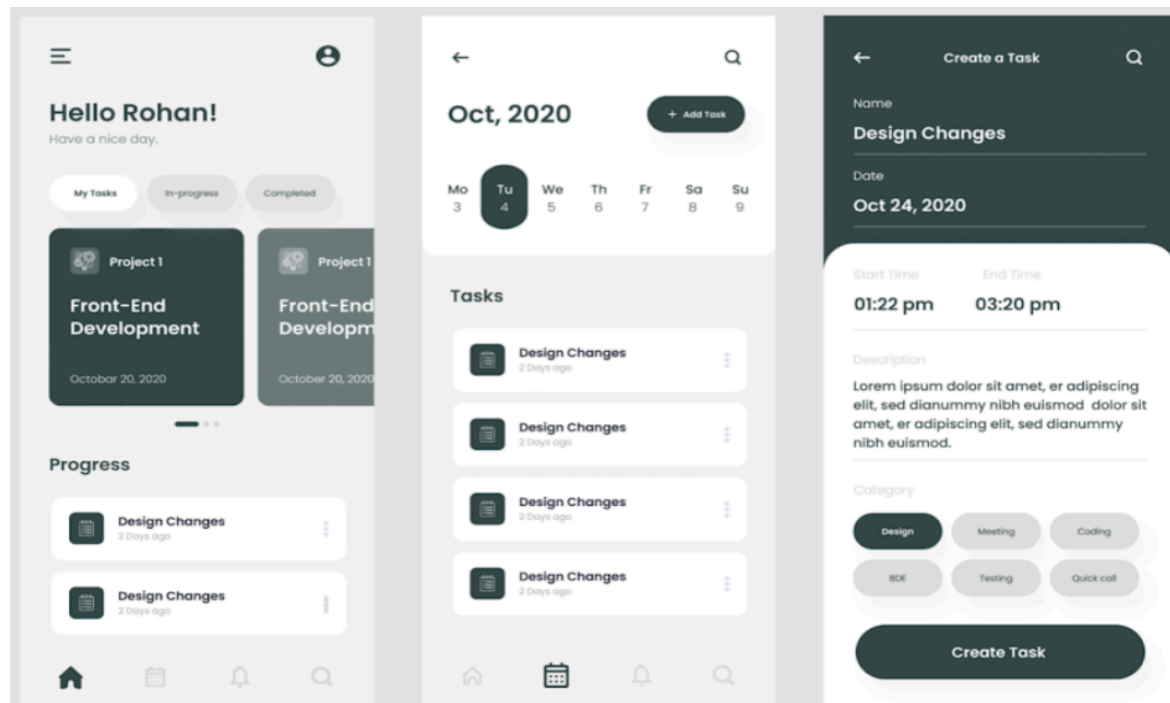 Hello Rohan!
Have a nice day.
My Tasks
In-progress
Completed
Project 1
Front-End
Development
Octobar 20, 2020
Project 1
Front-End
Developm
October 20, 2020
Progress
Design Changes
2 Days ago
Design Changes
2 Days ago
Oct, 2020
+ Add Task
Mo Tu We Th Fr Sa Su
3 4 5 6 7 8 9
Tasks
Design Changes
2 Days ago
Design Changes
2 Days ago
Design Changes
2 Days ago
Design Changes
2 Days ago
Create a Task
Name
Design Changes
Date
Oct 24, 2020
Start Time End Time
01:22 pm 03:20 pm
Description
Lorem ipsum dolor sit amet, er adipiscing
elit, sed dianummy nibh euismod dolor sit
amet, er adipiscing elit, sed dianummy
nibh euismod.
Category
Design Meeting Coding
BDE Testing Quick call
Create Task